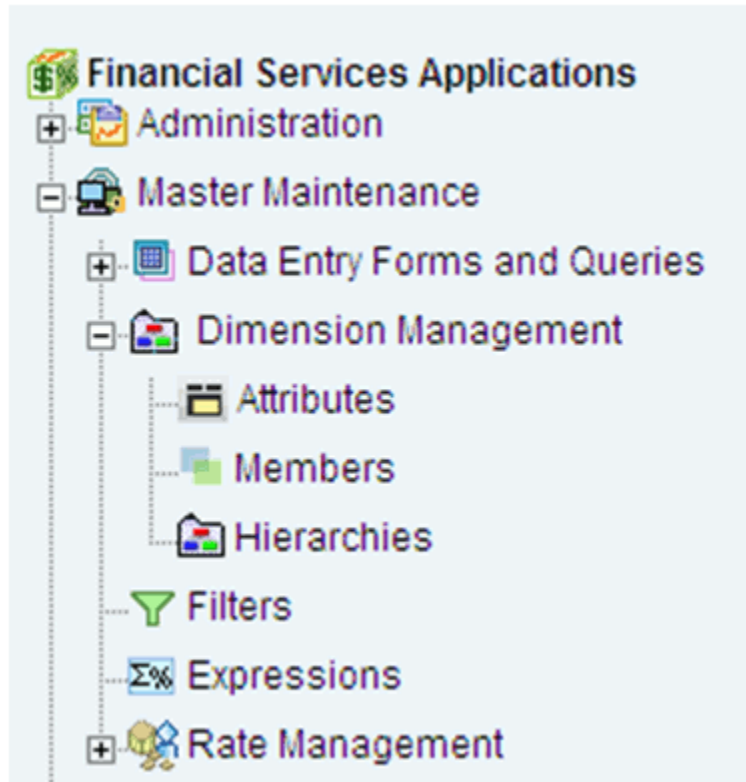 Financial Services Applications
Administration
Master Maintenance
Data Entry Forms and Queries
Dimension Management
Attributes
Members
Hierarchies
Filters
Σ% Expressions
Rate Management